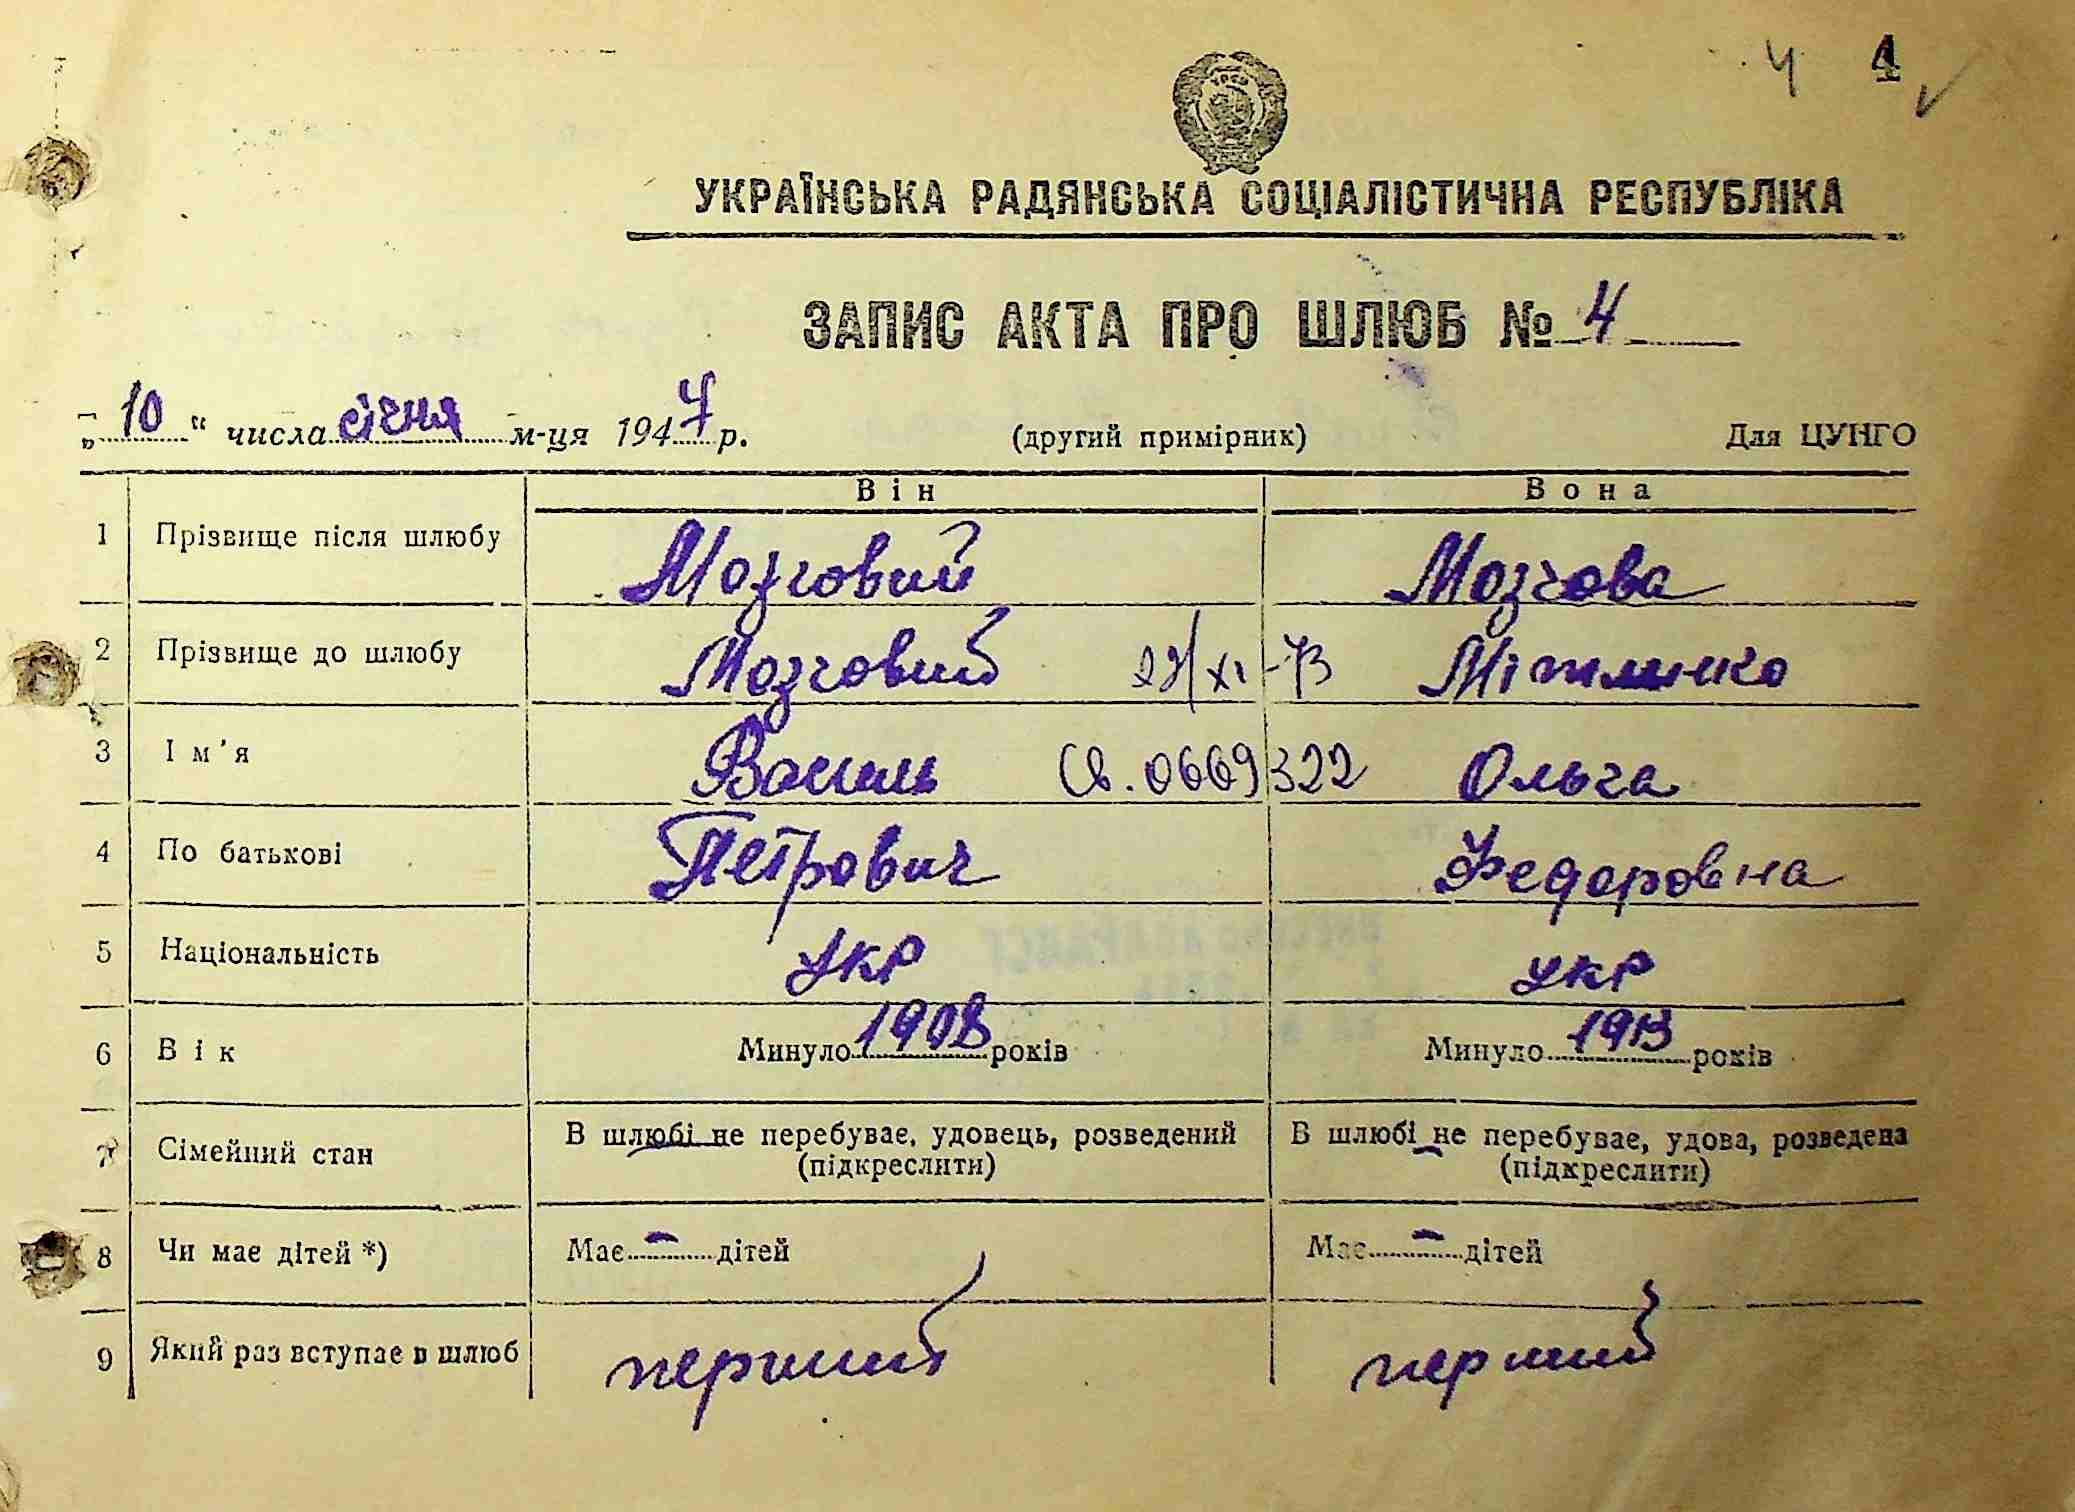 4 4
УКРАЇНСЬКА РАДЯНСЬКА СОЦІАЛІСТИЧНА РЕСПУБЛІКА
ЗАПИС АКТА ПРО ШЛЮБ № 4
„10“ числа січня м-ця 1947 р. (другий примірник) Для ЦУНГО
Він Вона
1 Прізвище після шлюбу Мозговий Мозгова
2 Прізвище до шлюбу Мозговий 22/XI-73
3 Ім'я Василь Св. 0669322 Ольга
4 По батькові Петрович Федоровна
5 Національність укр укр
6 Вік Минуло 1908 років Минуло 1913 років
7 Сімейний стан В шлюбі не перебуває, удовець, розведений В шлюбі не перебуває, удова, розведена
(підкреслити) (підкреслити)
8 Чи має дітей *) Має - дітей Має - дітей
9 Який раз вступає в шлюб перший перший